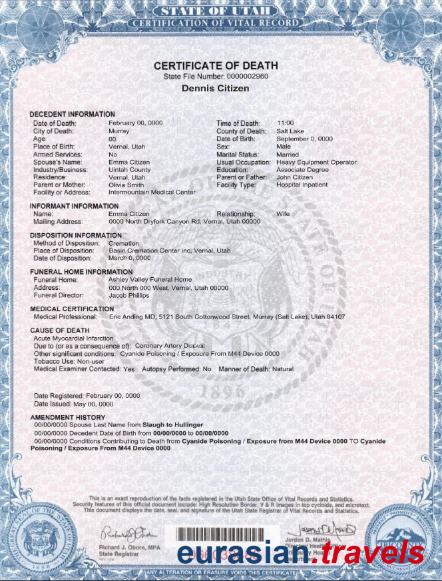 STATE OF UTAH
CERTIFICATION OF VITAL RECORD
CERTIFICATE OF DEATH
State File Number 0000002960
Dennis Citizen
DECEDENT INFORMATION
Date of Death: February 00, 0000 Time of Death: 11:00
City of Death: Murray County of Death: Salt Lake
Age: 00 Date of Birth: September 0, 0000
Place of Birth: Vernal, Utah Sex: Male
Armed Services: No Marital Status: Married
Spouse's Name: Emma Citizen Usual Occupation: Heavy Equipment Operator
Industry/Business: Uintah County Education: Associate Degree
Residence: Vernal, Utah Parent or Father: John Citizen
Parent or Mother: Olivia Smith Facility Type: Hospital Inpatient
Facility or Address: Intermountain Medical Center
INFORMANT INFORMATION
Name: Emma Citizen Relationship: Wife
Mailing Address: 0000 North Dryfork Canyon Rd, Vernal, Utah 00000
DISPOSITION INFORMATION
Method of Disposition: Cremation
Place of Disposition: Basin Cremation Center Inc, Vernal, Utah
Date of Disposition: March 0, 0000
FUNERAL HOME INFORMATION
Funeral Home: Ashley Valley Funeral Home
Address: 000 North 000 West, Vernal, Utah 00000
Funeral Director: Jacob Phillips
MEDICAL CERTIFICATION
Medical Professional: Eric Anding MD, 5121 South Cottonwood Street, Murray (Salt Lake), Utah 84107
CAUSE OF DEATH
Acute Myocardial Infarction
Due to (or as a consequence of): Coronary Artery
Other significant conditions: Cyanide Poisoning / Exposure From M44 Device 0000
Tobacco Use: Non-user
Medical Examiner Contacted: Yes Autopsy Performed: No Manner of Death: Natural
Date Registered: February 00, 0000
Date Issued: May 00, 0000
AMENDMENT HISTORY
00/00/0000 Spouse Last Name from Slaugh to Hullinger
00/00/0000 Decedent Date of Birth from 00/00/0000 to 00/00/0000
00/00/0000 Conditions Contributing to Death from Cyanide Poisoning / Exposure from M44 Device 0000 TO Cyanide
Poisoning / Exposure From M44 Device 0000
1896
This is an exact reproduction of the facts registered in the Utah State Office of Vital Records and Statistics.
Security features of this official document include: High Resolution Border, V & R images in top cycloids, and microtext.
This document displays the date, seal, and signature of the Utah State Registrar of Vital Records and Statistics.
Richard J. Oborn, MPA
State Registrar
eurasian.travels
ANY ALTERATION OR ERASURE VOIDS THIS CERTIFICATE